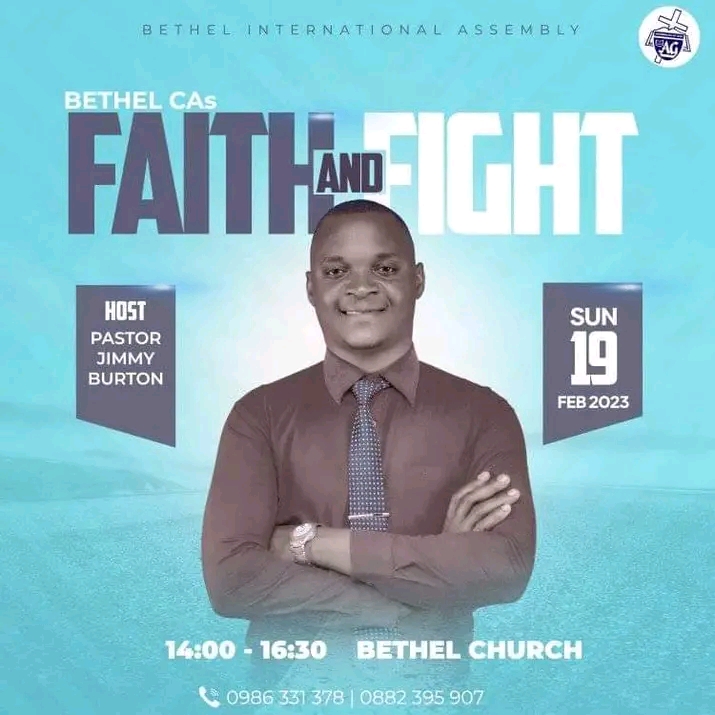 BETHEL INTERNATIONAL ASSEMBLY
AG
BETHEL CAs
FAITH AND FIGHT
HOST
PASTOR
JIMMY
BURTON
SUN
19
FEB 2023
14:00 - 16:30 BETHEL CHURCH
0986 331 378 | 0882 395 907